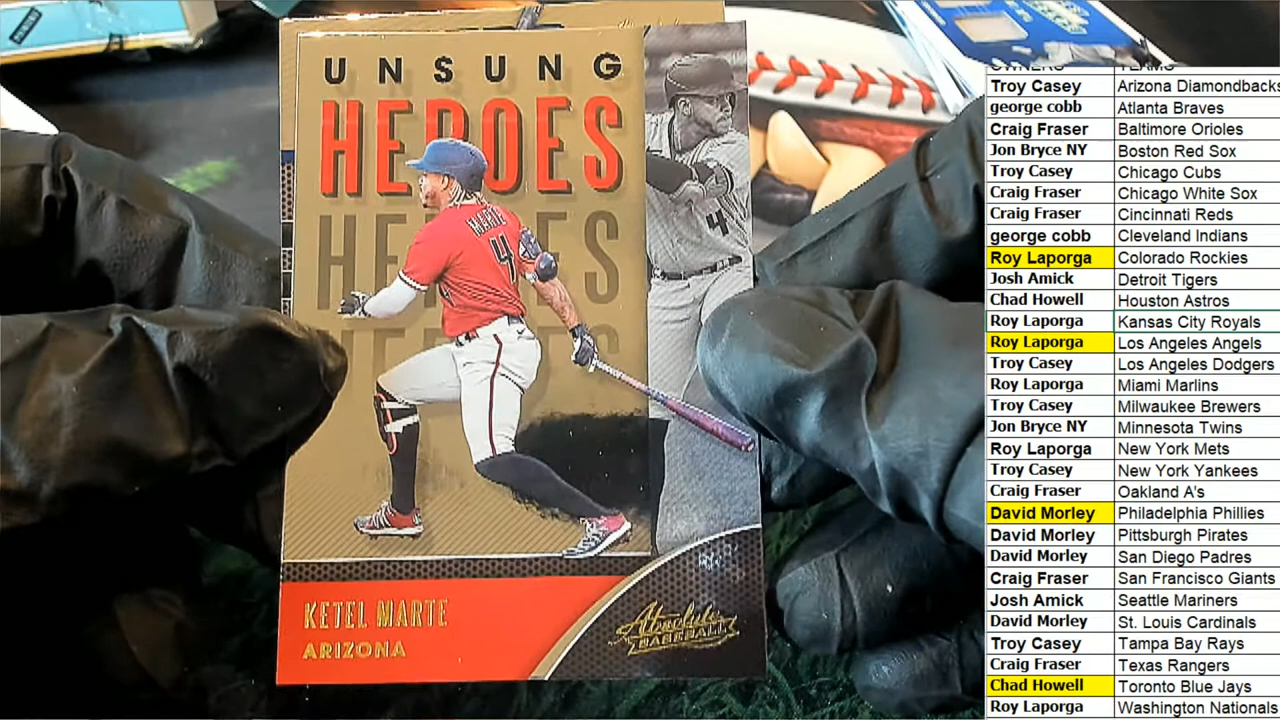 UNSUNG
HEROES
HEROES
HEROES
MARTE
4
4
KETEL MARTE
ARIZONA
Absolute
BASEBALL
OWNERS TEAMS
Troy Casey Arizona Diamondbacks
george cobb Atlanta Braves
Craig Fraser Baltimore Orioles
Jon Bryce NY Boston Red Sox
Troy Casey Chicago Cubs
Craig Fraser Chicago White Sox
Craig Fraser Cincinnati Reds
george cobb Cleveland Indians
Roy Laporga Colorado Rockies
Josh Amick Detroit Tigers
Chad Howell Houston Astros
Roy Laporga Kansas City Royals
Roy Laporga Los Angeles Angels
Troy Casey Los Angeles Dodgers
Roy Laporga Miami Marlins
Troy Casey Milwaukee Brewers
Jon Bryce NY Minnesota Twins
Roy Laporga New York Mets
Troy Casey New York Yankees
Craig Fraser Oakland A's
David Morley Philadelphia Phillies
David Morley Pittsburgh Pirates
David Morley San Diego Padres
Craig Fraser San Francisco Giants
Josh Amick Seattle Mariners
David Morley St. Louis Cardinals
Troy Casey Tampa Bay Rays
Craig Fraser Texas Rangers
Chad Howell Toronto Blue Jays
Roy Laporga Washington Nationals